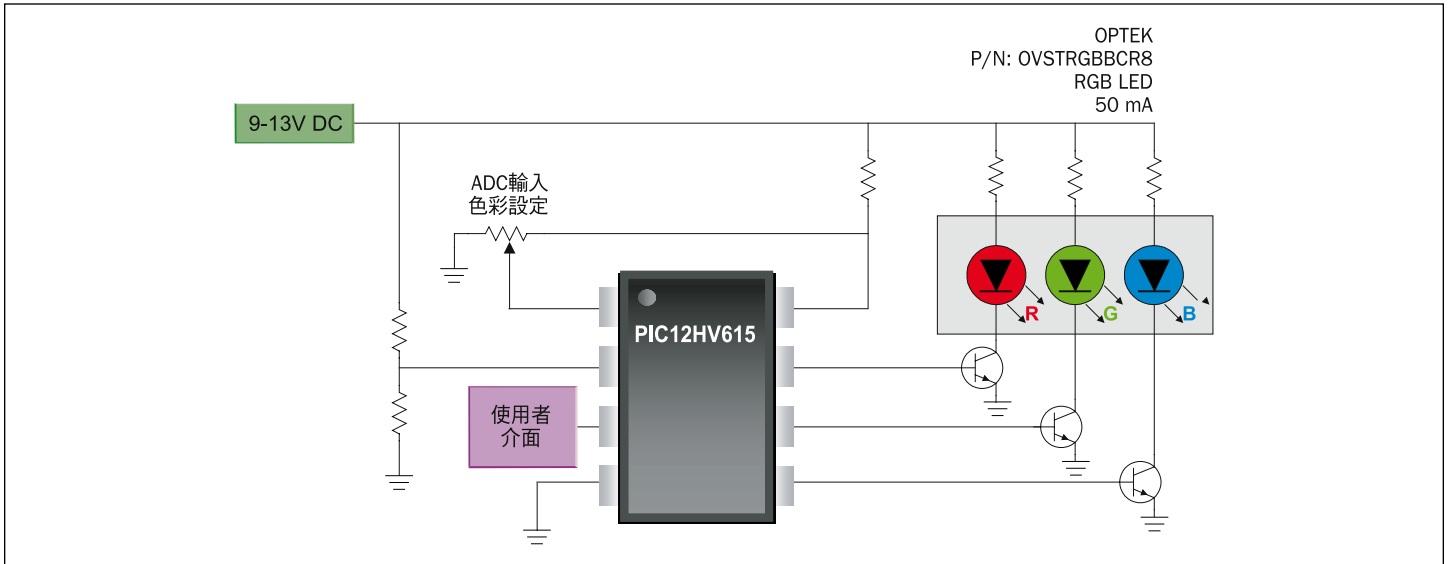 OPTEK
P/N: OVSTRGBBCR8
RGB LED
50 mA
9-13V DC
ADC輸入
色彩設定
R
G
B
PIC12HV615
使用者
介面